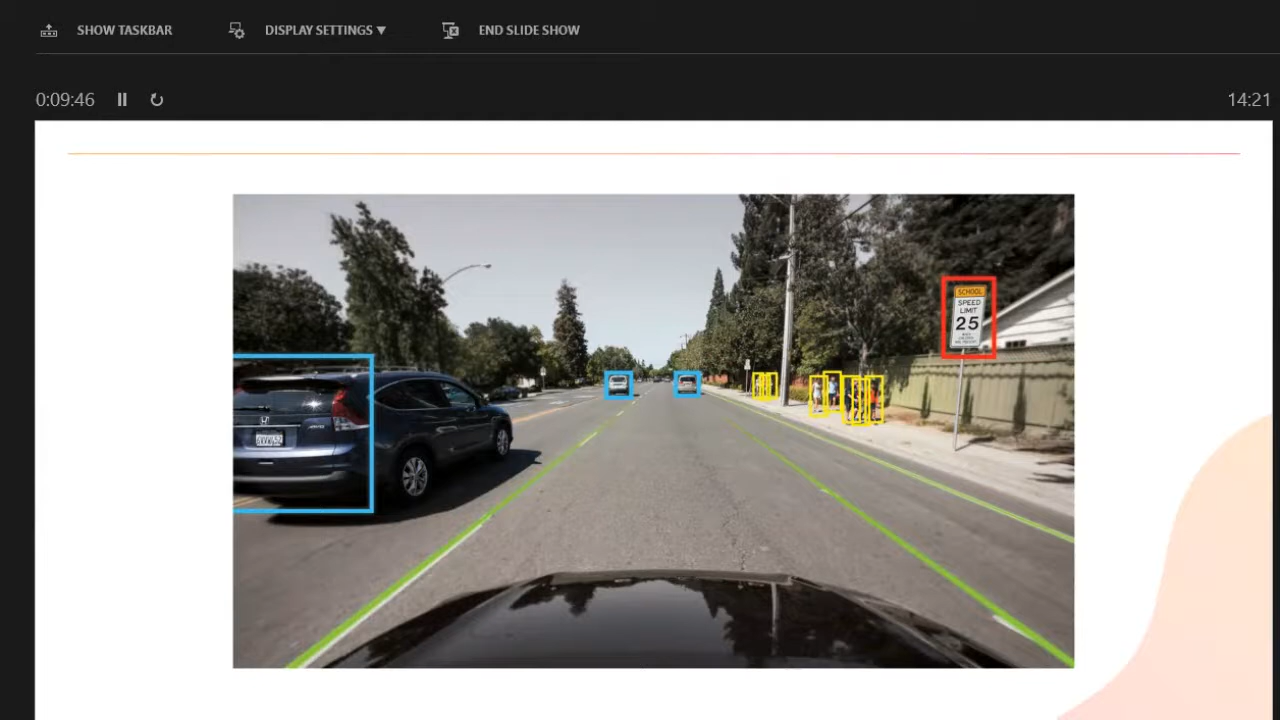 SHOW TASKBAR
DISPLAY SETTINGS ▼
END SLIDE SHOW
0:09:46
14:21
SCHOOL
SPEED
LIMIT
25